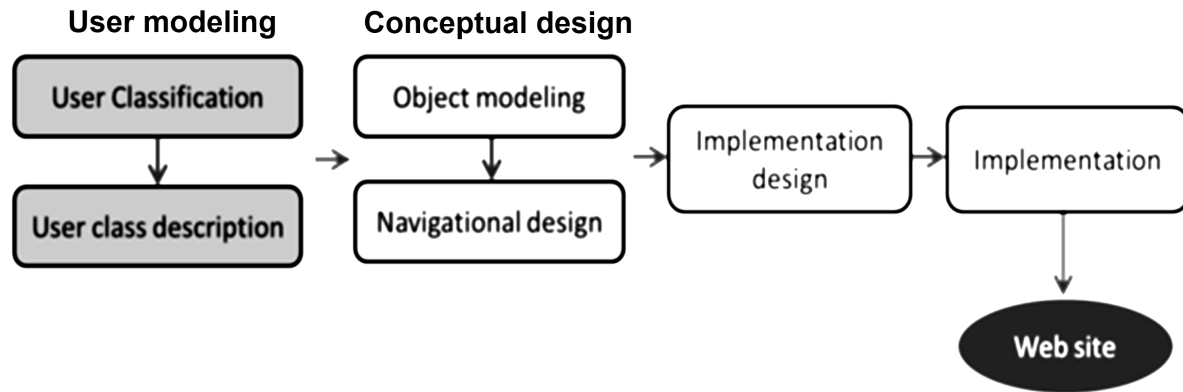 User modeling
User Classification
User class description
Conceptual design
Object modeling
Navigational design
Implementation
design
Implementation
Web site